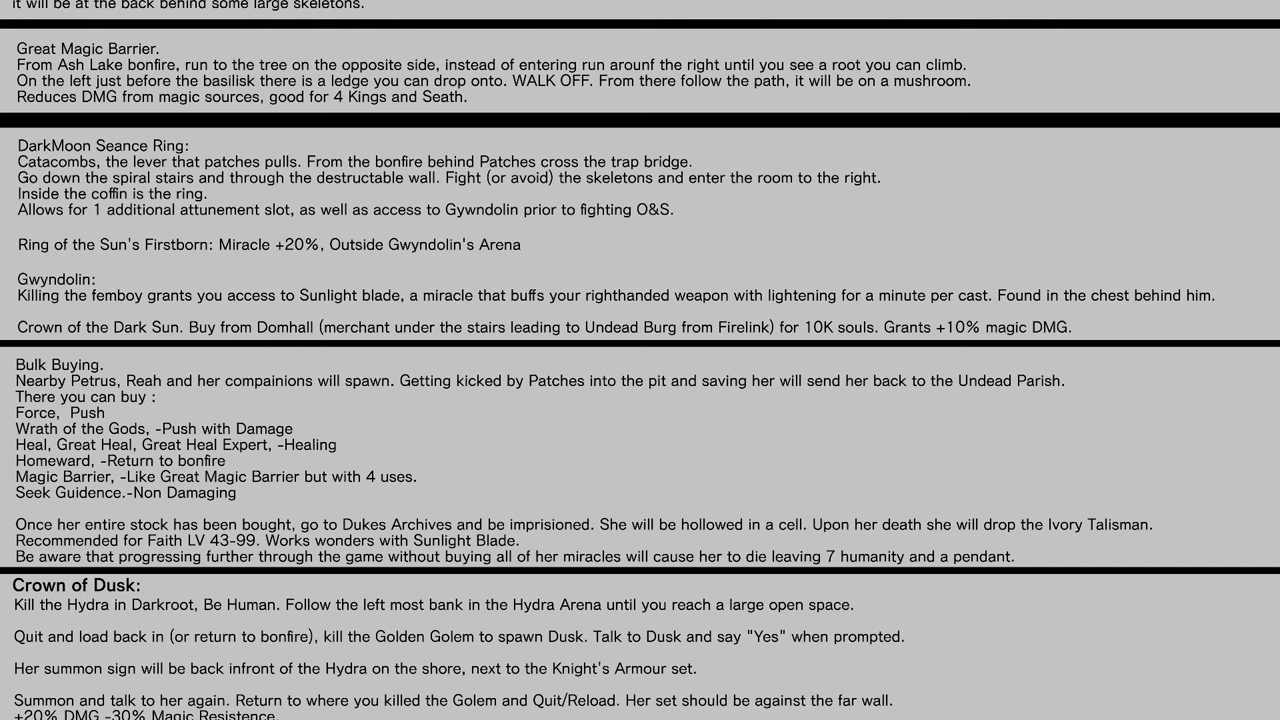 it will be at the back behind some large skeletons.
Great Magic Barrier.
From Ash Lake bonfire, run to the tree on the opposite side, instead of entering run arounf the right until you see a root you can climb.
On the left just before the basilisk there is a ledge you can drop onto. WALK OFF. From there follow the path, it will be on a mushroom.
Reduces DMG from magic sources, good for 4 Kings and Seath.
DarkMoon Seance Ring:
Catacombs, the lever that patches pulls. From the bonfire behind Patches cross the trap bridge.
Go down the spiral stairs and through the destructable wall. Fight (or avoid) the skeletons and enter the room to the right.
Inside the coffin is the ring.
Allows for 1 additional attunement slot, as well as access to Gywndolin prior to fighting O&S.
Ring of the Sun's Firstborn: Miracle +20%, Outside Gwyndolin's Arena
Gwyndolin:
Killing the femboy grants you access to Sunlight blade, a miracle that buffs your righthanded weapon with lightening for a minute per cast. Found in the chest behind him.
Crown of the Dark Sun. Buy from Domhall (merchant under the stairs leading to Undead Burg from Firelink) for 10K souls. Grants +10% magic DMG.
Bulk Buying.
Nearby Petrus, Reah and her compainions will spawn. Getting kicked by Patches into the pit and saving her will send her back to the Undead Parish.
There you can buy :
Force,  Push
Wrath of the Gods, -Push with Damage
Heal, Great Heal, Great Heal Expert, -Healing
Homeward, -Return to bonfire
Magic Barrier, -Like Great Magic Barrier but with 4 uses.
Seek Guidence.-Non Damaging
Once her entire stock has been bought, go to Dukes Archives and be imprisioned. She will be hollowed in a cell. Upon her death she will drop the Ivory Talisman.
Recommended for Faith LV 43-99. Works wonders with Sunlight Blade.
Be aware that progressing further through the game without buying all of her miracles will cause her to die leaving 7 humanity and a pendant.
Crown of Dusk:
Kill the Hydra in Darkroot, Be Human. Follow the left most bank in the Hydra Arena until you reach a large open space.
Quit and load back in (or return to bonfire), kill the Golden Golem to spawn Dusk. Talk to Dusk and say "Yes" when prompted.
Her summon sign will be back infront of the Hydra on the shore, next to the Knight's Armour set.
Summon and talk to her again. Return to where you killed the Golem and Quit/Reload. Her set should be against the far wall.
+20% DMG -30% Magic Resistence.